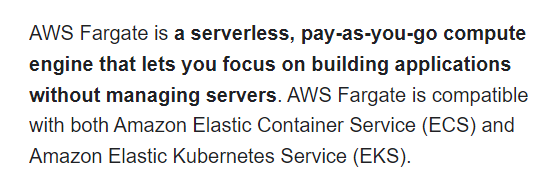 AWS Fargate is a serverless, pay-as-you-go compute
engine that lets you focus on building applications
without managing servers. AWS Fargate is compatible
with both Amazon Elastic Container Service (ECS) and
Amazon Elastic Kubernetes Service (EKS).